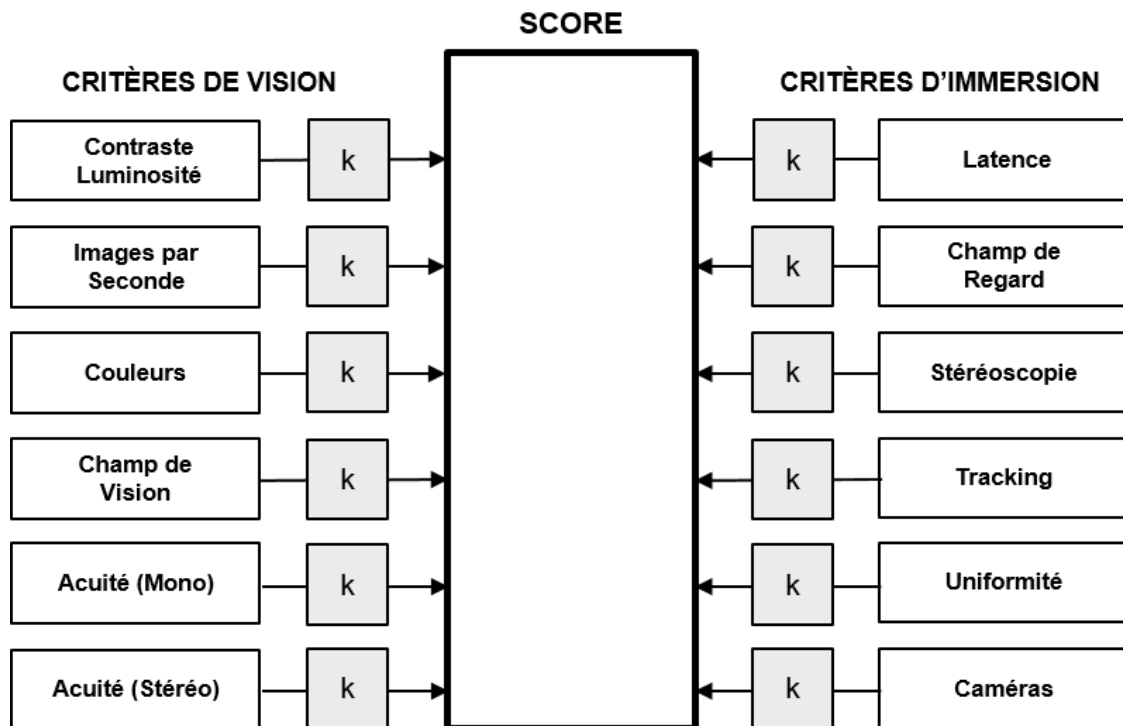 SCORE
CRITÈRES DE VISION
CRITÈRES D'IMMERSION
Contraste
Luminosité
k
k
Latence
Images par
Seconde
k
k
Champ de
Regard
Couleurs
k
k
Stéréoscopie
Champ de
Vision
k
k
Tracking
Acuité (Mono)
k
k
Uniformité
Acuité (Stéréo)
k
k
Caméras